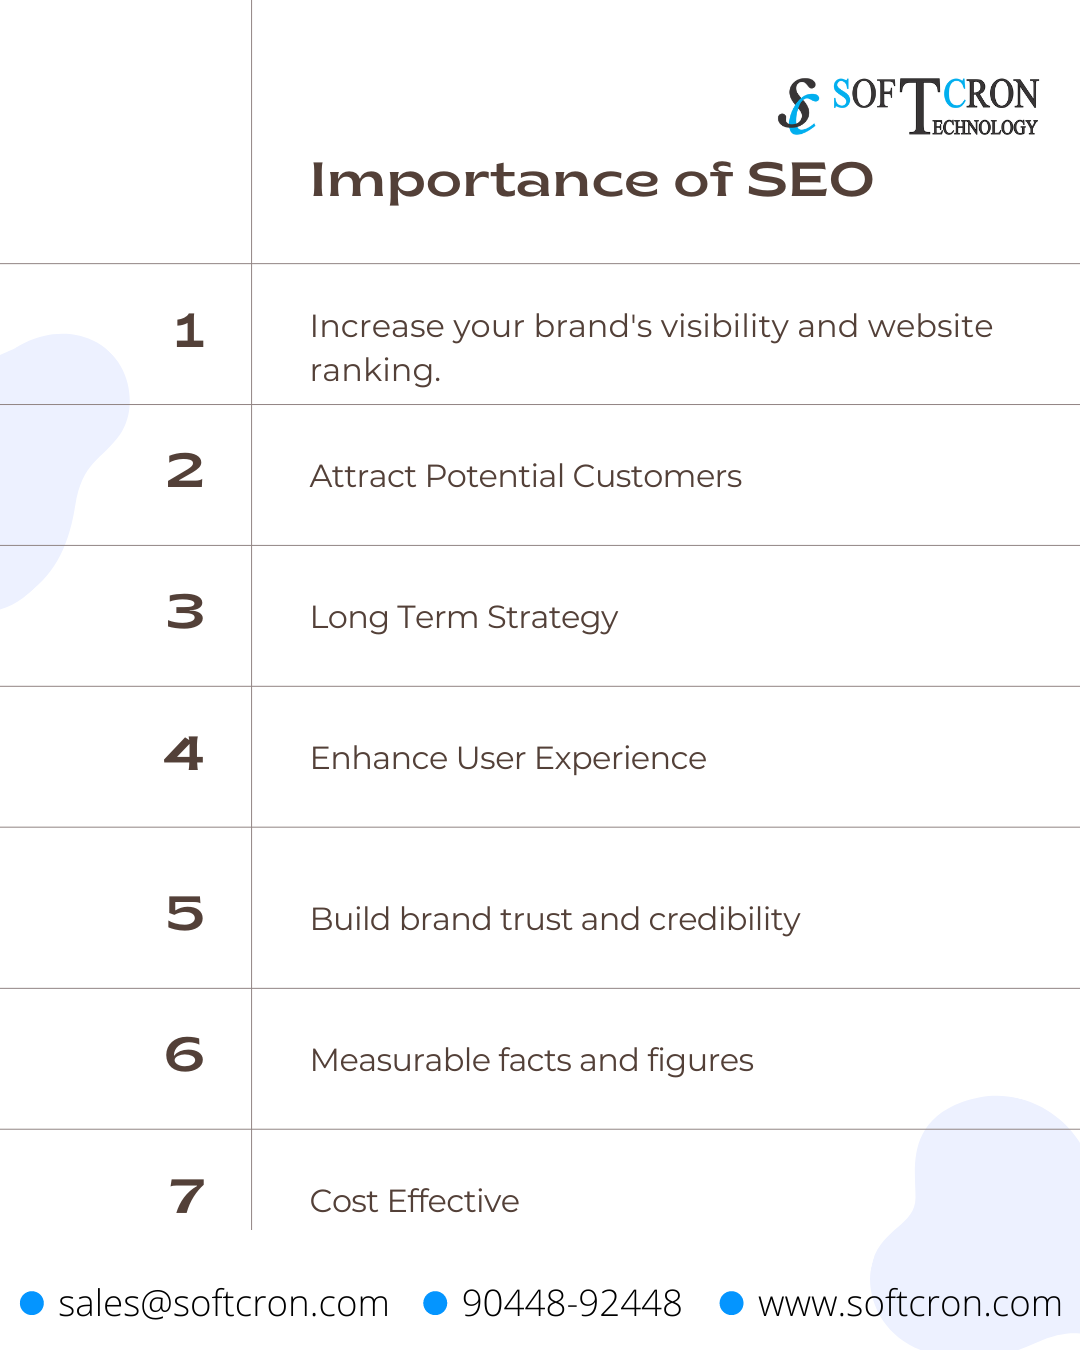 SOFTCRON
TECHNOLOGY
Importance of SEO
1
Increase your brand's visibility and website
ranking.
2
Attract Potential Customers
3
Long Term Strategy
4
Enhance User Experience
5
Build brand trust and credibility
6
Measurable facts and figures
7
Cost Effective
sales@softcron.com 90448-92448 www.softcron.com